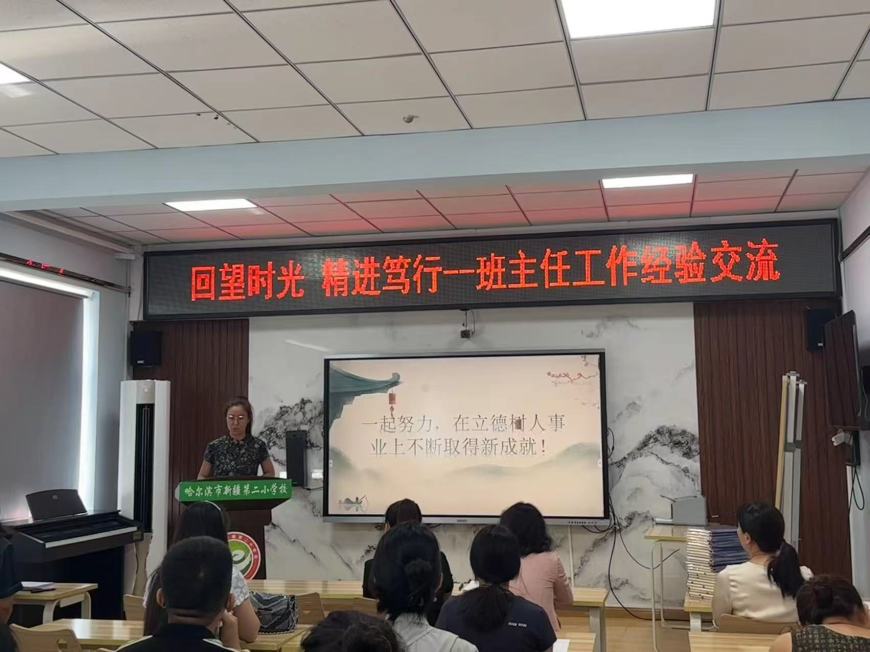 回望时光 精进笃行--班主任工作经验交流
一起努力，在立德树人事
业上不断取得新成就！
哈尔滨市新疆第二小学校